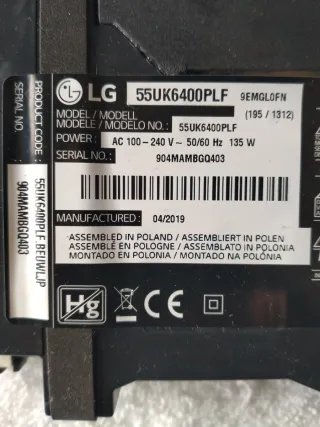 LG
55UK6400PLF
9EMGL0FN
(195 / 1312)
MODEL / MODELL
MODELE / MODELO NO. : 55UK6400PLF
POWER : AC 100 – 240 V ~ 50/60 Hz 135 W
SERIAL NO. : 904MAMBGQ403
MANUFACTURED : 04/2019
ASSEMBLED IN POLAND / ASSEMBLIERT IN POLEN
ASSEMBLÉ EN POLOGNE / ASSEMBLATO IN POLONIA
MONTADO EN POLONIA / MONTADO NA POLÓNIA
Hg
CE
PRODUCT CODE : 55UK6400PLF.BEUWLJP
SERIAL NO. : 904MAMBGQ403